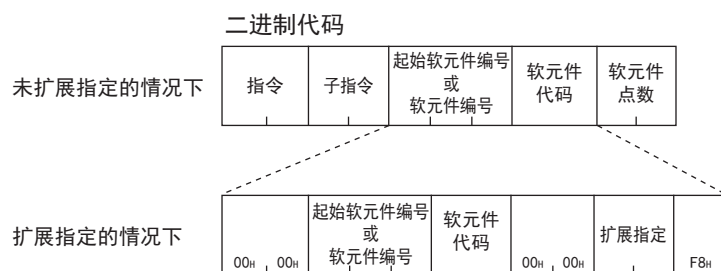 二进制代码
未扩展指定的情况下
指令
子指令
起始软元件编号
或
软元件编号
软元件
代码
软元件
点数
扩展指定的情况下
00H 00H
起始软元件编号
或
软元件编号
软元件
代码
00H 00H
扩展指定
F8H